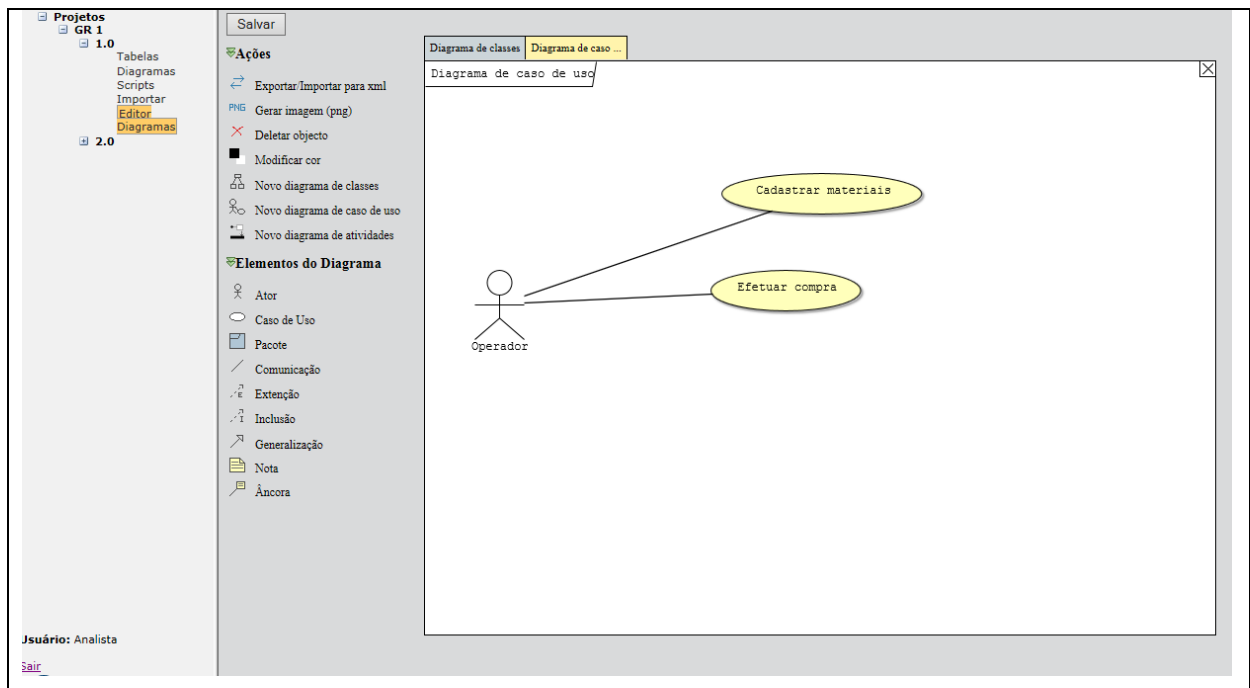 Projetos
GR 1
1.0
Tabelas
Diagramas
Scripts
Importar
Editor
Diagramas
2.0
Usuário: Analista
Sair
Salvar
Ações
Exportar/Importar para xml
PNG Gerar imagem (png)
Deletar objecto
Modificar cor
Novo diagrama de classes
Novo diagrama de caso de uso
Novo diagrama de atividades
Elementos do Diagrama
Ator
Caso de Uso
Pacote
Comunicação
E Extenção
I Inclusão
Generalização
Nota
Âncora
Diagrama de classes Diagrama de caso ...
Diagrama de caso de uso
Cadastrar materiais
Efetuar compra
Operador